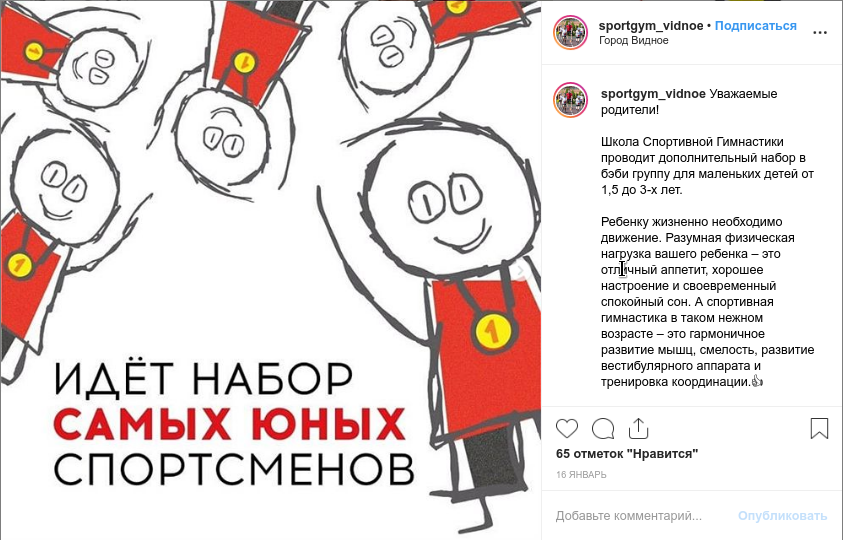 1
1
1
1
ИДЁТ НАБОР
САМЫХ ЮНЫХ
СПОРТСМЕНОВ
sportgym_vidnoe • Подписаться
Город Видное
sportgym_vidnoe Уважаемые
родители!
Школа Спортивной Гимнастики
проводит дополнительный набор в
бэби группу для маленьких детей от
1,5 до 3-х лет.
Ребенку жизненно необходимо
движение. Разумная физическая
нагрузка вашего ребенка – это
отличный аппетит, хорошее
настроение и своевременный
спокойный сон. А спортивная
гимнастика в таком нежном
возрасте – это гармоничное
развитие мышц, смелость, развитие
вестибулярного аппарата и
тренировка координации.👍
65 отметок "Нравится"
16 ЯНВАРЬ
Добавьте комментарий... Опубликовать